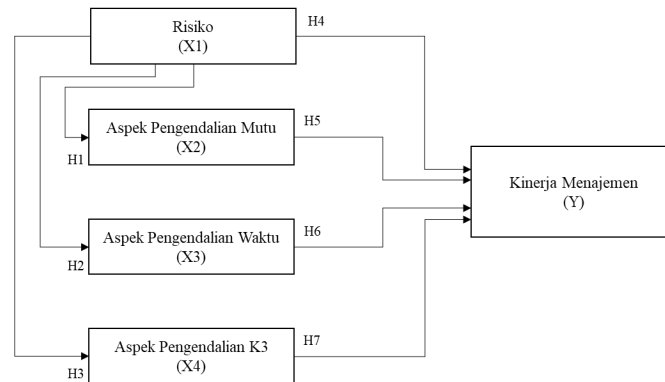 Risiko
(X1)
H4
Aspek Pengendalian Mutu
(X2)
H5
H1
Kinerja Menajemen
(Y)
Aspek Pengendalian Waktu
(X3)
H6
H2
Aspek Pengendalian K3
(X4)
H7
H3